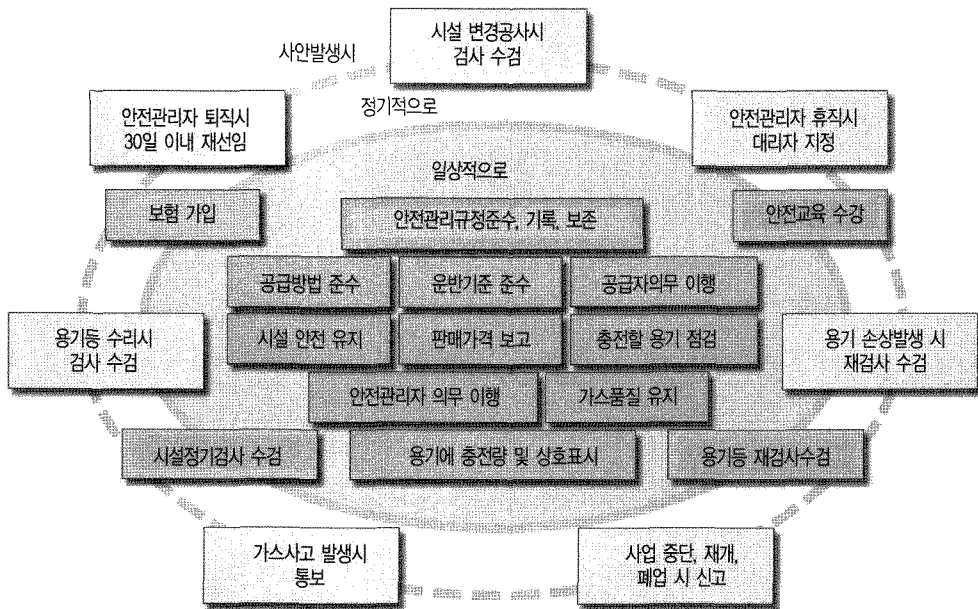 시설 변경공사시
검사 수검
사안발생시
정기적으로
안전관리자 퇴직시
30일 이내 재선임
안전관리자 휴직시
대리자 지정
일상적으로
보험 가입
안전관리규정준수, 기록, 보존
안전교육 수강
공급방법 준수
운반기준 준수
공급자의무 이행
용기등 수리시
검사 수검
시설 안전 유지
판매가격 보고
충전할 용기 점검
용기 손상발생 시
재검사 수검
안전관리자 의무 이행
가스품질 유지
시설정기검사 수검
용기에 충전량 및 상호표시
용기등 재검사수검
가스사고 발생시
통보
사업 중단, 재개,
폐업 시 신고